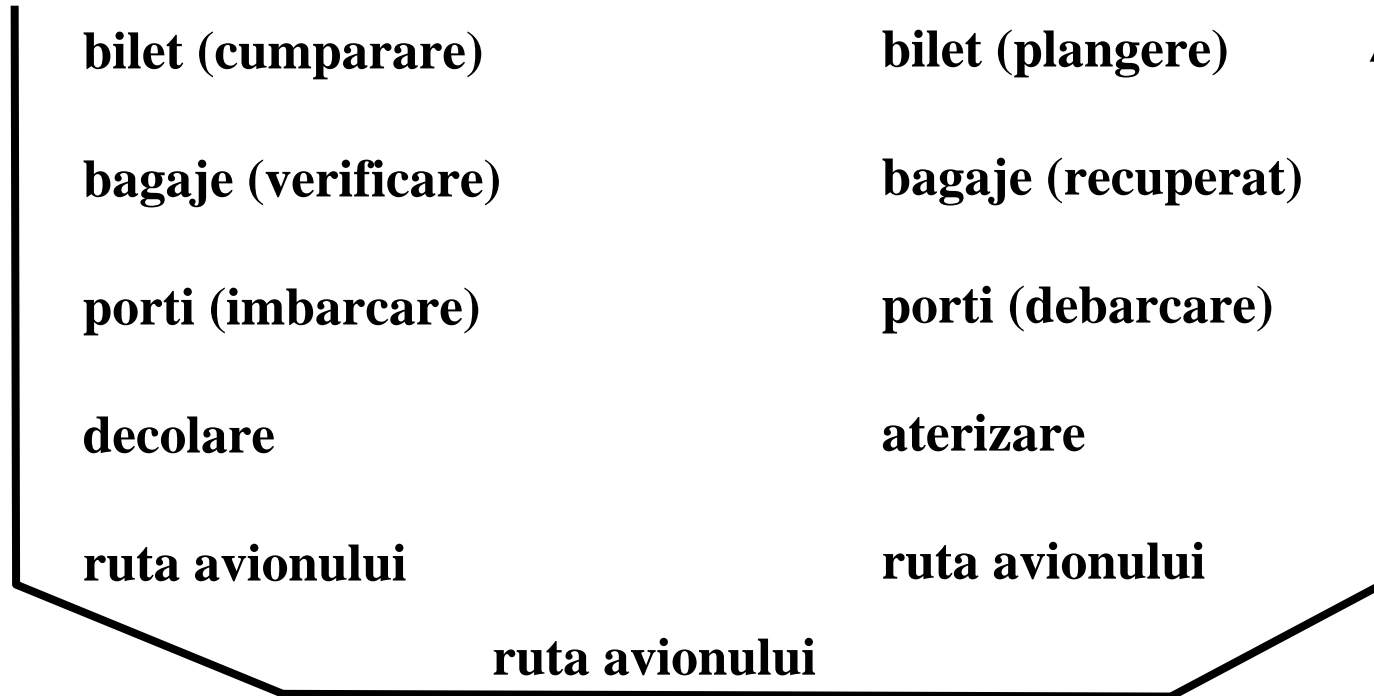 bilet (cumparare)
bilet (plangere)
bagaje (verificare)
bagaje (recuperat)
porti (imbarcare)
porti (debarcare)
decolare
aterizare
ruta avionului
ruta avionului
ruta avionului